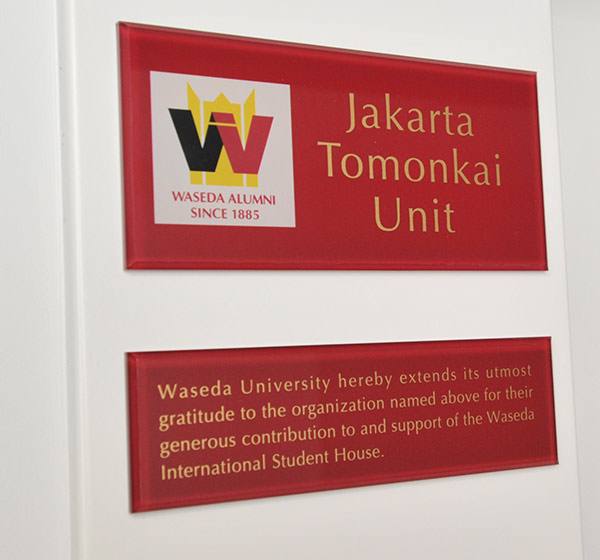 W
WASEDA ALUMNI
SINCE 1885
Jakarta
Tomonkai
Unit
Waseda University hereby extends its utmost
gratitude to the organization named above for their
generous contribution to and support of the Waseda
International Student House.